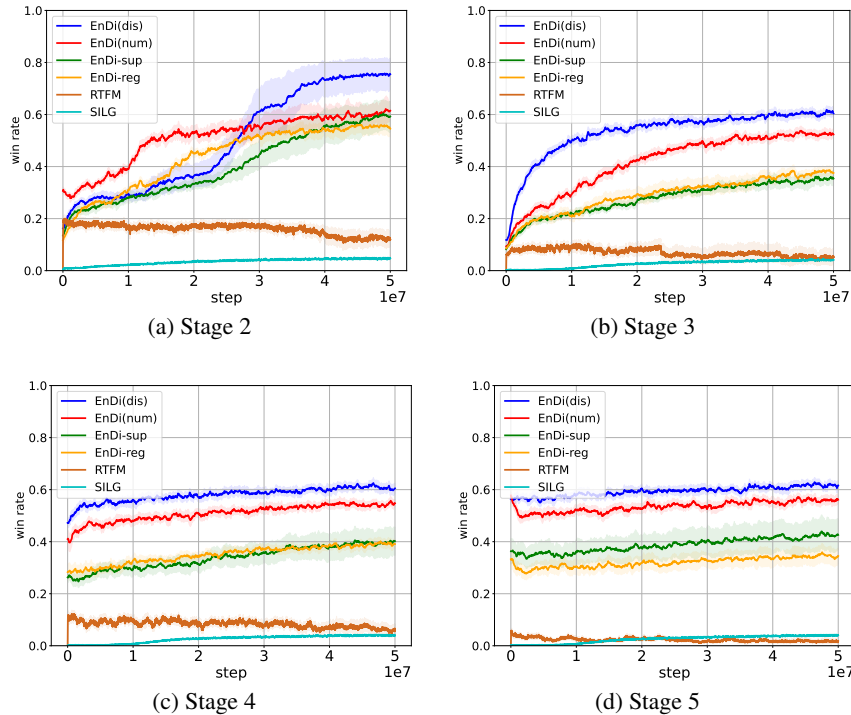 EnDi(dis)
EnDi(num)
EnDi-sup
EnDi-reg
RTFM
SILG
win rate
1.0
0.8
0.6
0.4
0.2
0.0
0 1 2 3 4 5
step 1e7
(a) Stage 2
EnDi(dis)
EnDi(num)
EnDi-sup
EnDi-reg
RTFM
SILG
win rate
1.0
0.8
0.6
0.4
0.2
0.0
0 1 2 3 4 5
step 1e7
(b) Stage 3
EnDi(dis)
EnDi(num)
EnDi-sup
EnDi-reg
RTFM
SILG
win rate
1.0
0.8
0.6
0.4
0.2
0.0
0 1 2 3 4 5
step 1e7
(c) Stage 4
EnDi(dis)
EnDi(num)
EnDi-sup
EnDi-reg
RTFM
SILG
win rate
1.0
0.8
0.6
0.4
0.2
0.0
0 1 2 3 4 5
step 1e7
(d) Stage 5